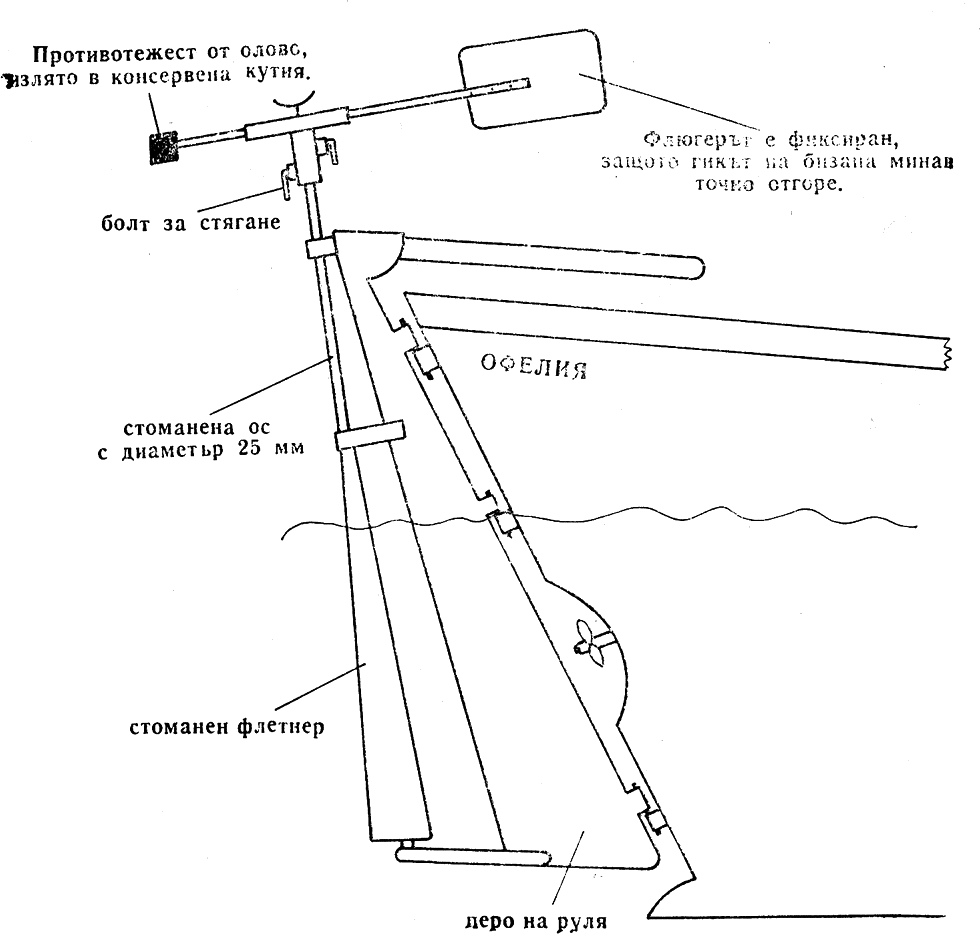 Противотежест от олово,
излято в консервена кутия.
Флюгерът е фиксиран,
защото гикът на бизана минав
точно отгоре.
болт за стягане
ОФЕЛИЯ
стоманена ос
с диаметър 25 мм
стоманен флетнер
перо на руля